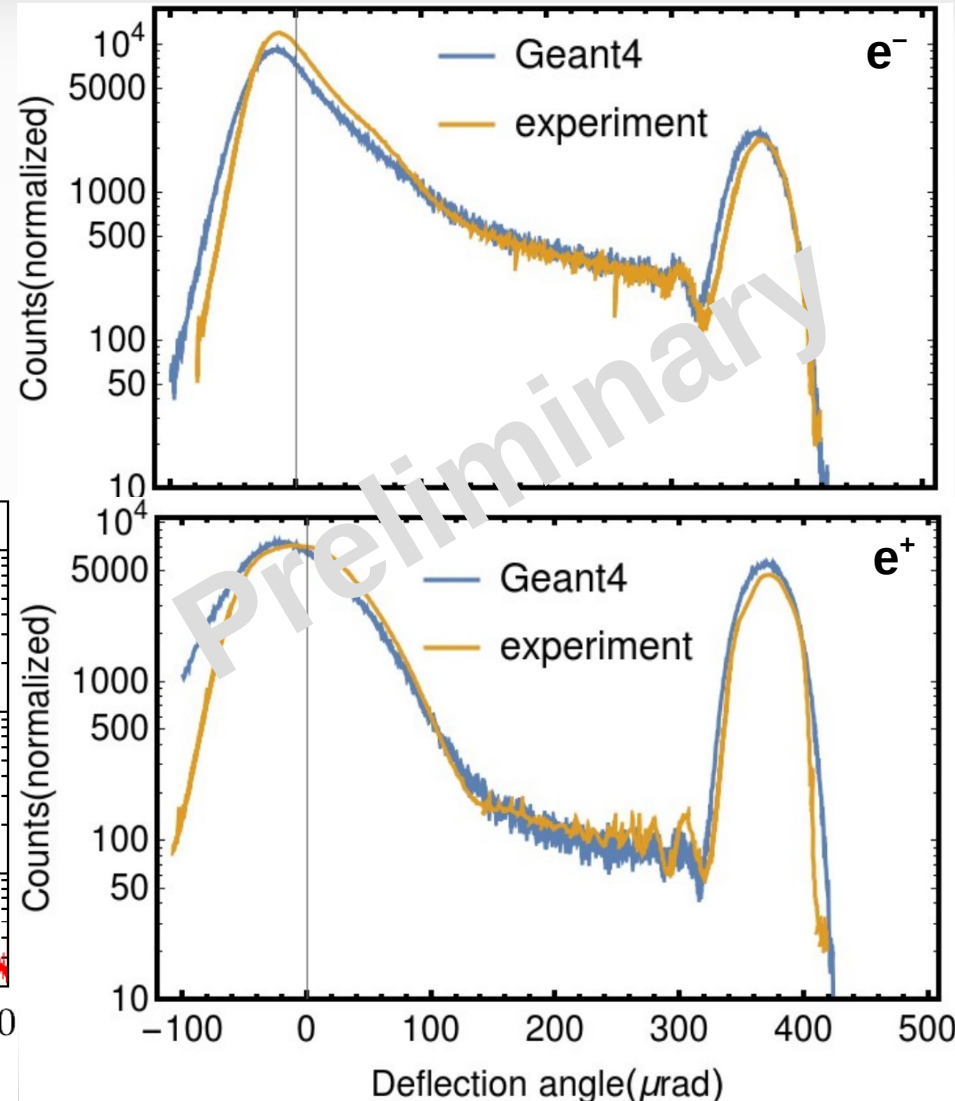 10⁴
5000
1000
500
100
50
10
Counts(normalized)
Geant4
experiment
e⁻
Preliminary
10⁴
5000
1000
500
100
50
10
Counts(normalized)
Geant4
experiment
e⁺
0
−100 0 100 200 300 400 500
Deflection angle(μrad)